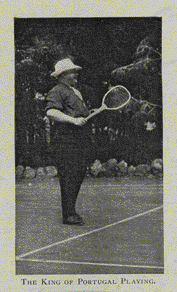 THE KING OF PORTUGAL PLAYING.